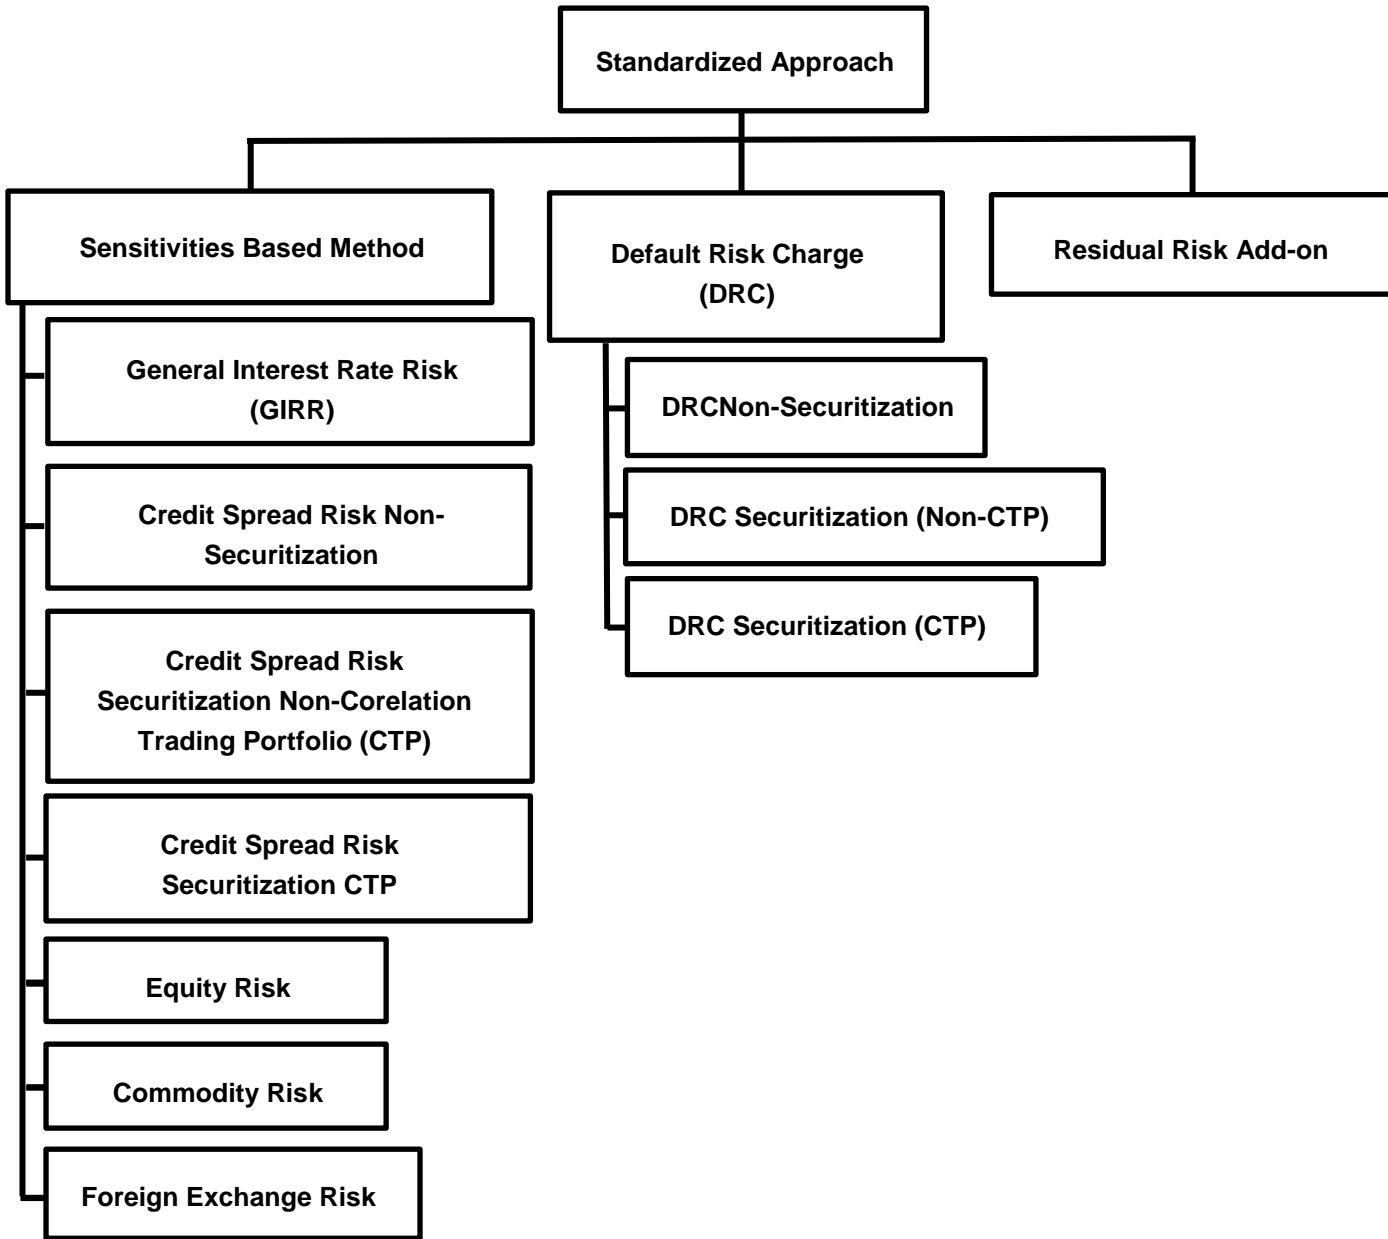 Standardized Approach
Sensitivities Based Method
Default Risk Charge
(DRC)
Residual Risk Add-on
General Interest Rate Risk
(GIRR)
Credit Spread Risk Non-
Securitization
Credit Spread Risk
Securitization Non-Corelation
Trading Portfolio (CTP)
Credit Spread Risk
Securitization CTP
Equity Risk
Commodity Risk
Foreign Exchange Risk
DRCNon-Securitization
DRC Securitization (Non-CTP)
DRC Securitization (CTP)